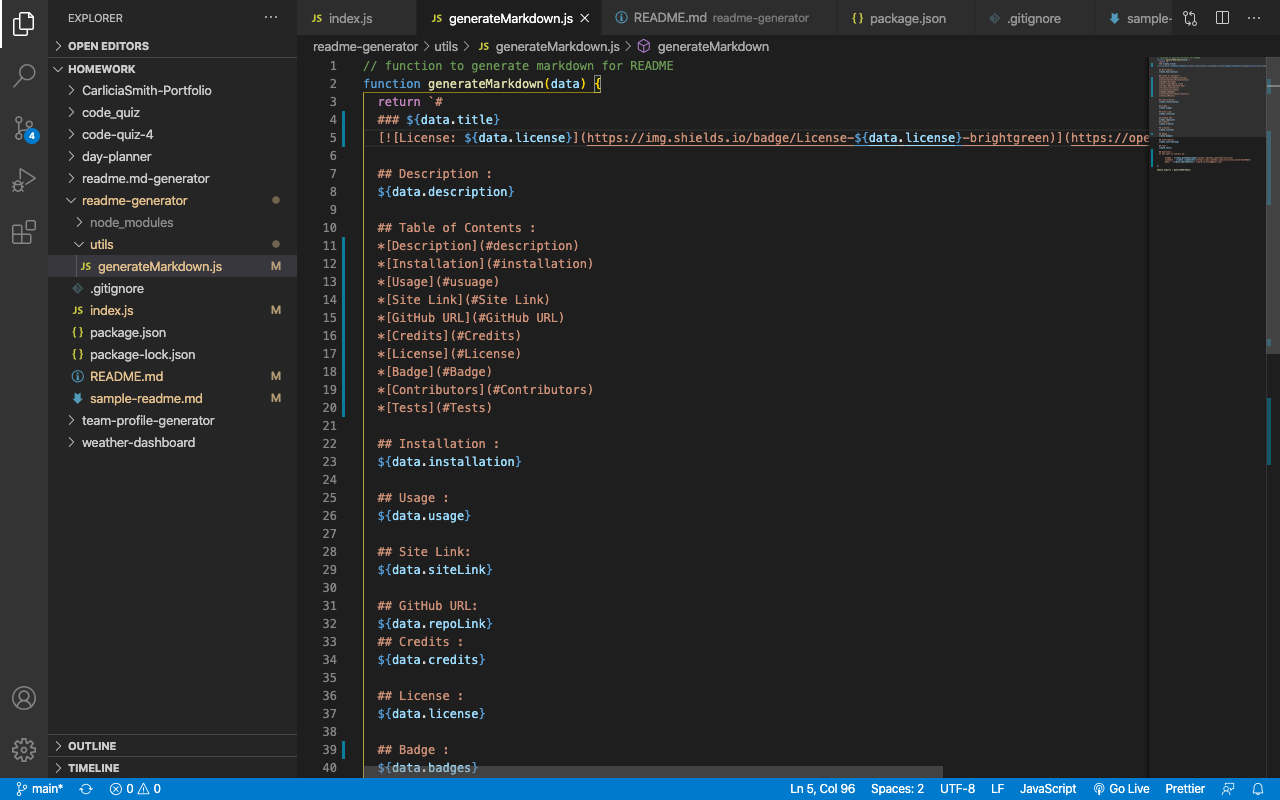 EXPLORER
OPEN EDITORS
HOMEWORK
CarliciaSmith-Portfolio
code_quiz
code-quiz-4
day-planner
readme.md-generator
readme-generator
node_modules
utils
JS generateMarkdown.js M
.gitignore
JS index.js M
{} package.json
{} package-lock.json
README.md M
sample-readme.md M
team-profile-generator
weather-dashboard
OUTLINE
TIMELINE
4
JS index.js
JS generateMarkdown.js
README.md readme-generator
{} package.json
.gitignore
sample-
readme-generator > utils > JS generateMarkdown.js > generateMarkdown
1 // function to generate markdown for README
2 function generateMarkdown(data) {
3 return `#
4 ### ${data.title}
5 [![License: ${data.license}](https://img.shields.io/badge/License-${data.license}-brightgreen)](https://ope
6
7 ## Description :
8 ${data.description}
9
10 ## Table of Contents :
11 *[Description](#description)
12 *[Installation](#installation)
13 *[Usage](#usuage)
14 *[Site Link](#Site Link)
15 *[GitHub URL](#GitHub URL)
16 *[Credits](#Credits)
17 *[License](#License)
18 *[Badge](#Badge)
19 *[Contributors](#Contributors)
20 *[Tests](#Tests)
21
22 ## Installation :
23 ${data.installation}
24
25 ## Usage :
26 ${data.usage}
27
28 ## Site Link:
29 ${data.siteLink}
30
31 ## GitHub URL:
32 ${data.repoLink}
33 ## Credits :
34 ${data.credits}
35
36 ## License :
37 ${data.license}
38
39 ## Badge :
40 ${data.badges}
main* 0 0 Ln 5, Col 96 Spaces: 2 UTF-8 LF JavaScript Go Live Prettier